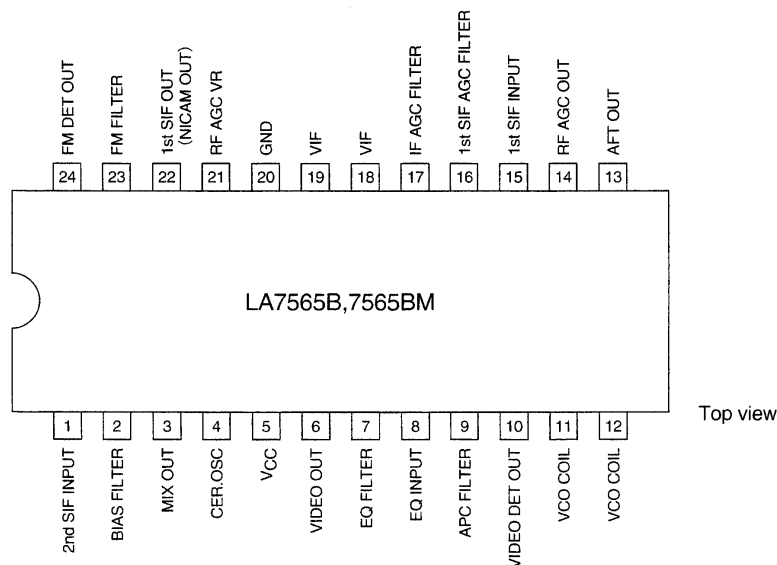 FM DET OUT
FM FILTER
1st SIF OUT
(NICAM OUT)
RF AGC VR
GND
VIF
VIF
IF AGC FILTER
1st SIF AGC FILTER
1st SIF INPUT
RF AGC OUT
AFT OUT
24 23 22 21 20 19 18 17 16 15 14 13
LA7565B,7565BM
Top view
1 2 3 4 5 6 7 8 9 10 11 12
2nd SIF INPUT
BIAS FILTER
MIX OUT
CER.OSC
VCC
VIDEO OUT
EQ FILTER
EQ INPUT
APC FILTER
VIDEO DET OUT
VCO COIL
VCO COIL